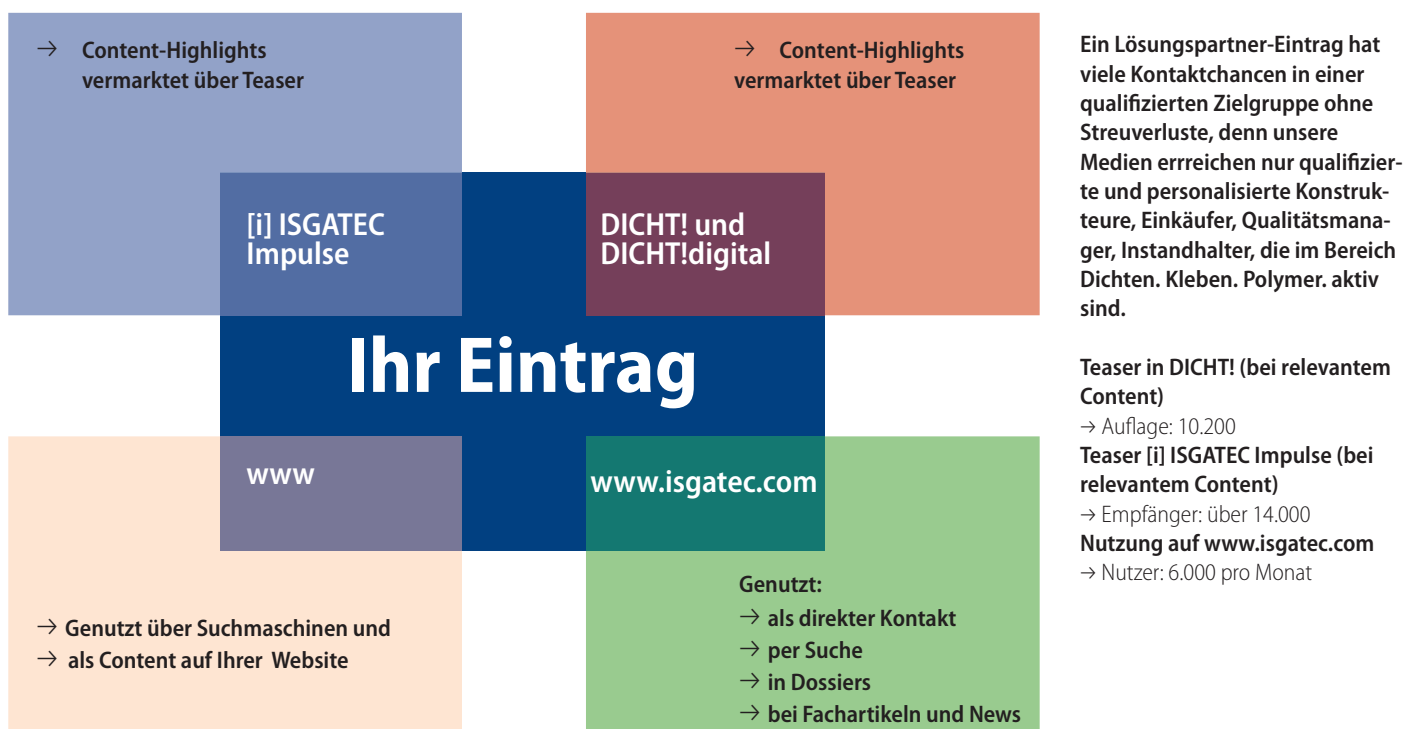 → Content-Highlights
vermarktet über Teaser
→ Content-Highlights
vermarktet über Teaser
[i] ISGATEC
Impulse
DICHT! und
DICHT!digital
Ihr Eintrag
www
www.isgatec.com
→ Genutzt über Suchmaschinen und
→ als Content auf Ihrer Website
Genutzt:
→ als direkter Kontakt
→ per Suche
→ in Dossiers
→ bei Fachartikeln und News
Ein Lösungspartner-Eintrag hat
viele Kontaktchancen in einer
qualifizierten Zielgruppe ohne
Streuverluste, denn unsere
Medien errreichen nur qualifizier-
te und personalisierte Konstruk-
teure, Einkäufer, Qualitätsmana-
ger, Instandhalter, die im Bereich
Dichten. Kleben. Polymer. aktiv
sind.
Teaser in DICHT! (bei relevantem
Content)
→ Auflage: 10.200
Teaser [i] ISGATEC Impulse (bei
relevantem Content)
→ Empfänger: über 14.000
Nutzung auf www.isgatec.com
→ Nutzer: 6.000 pro Monat